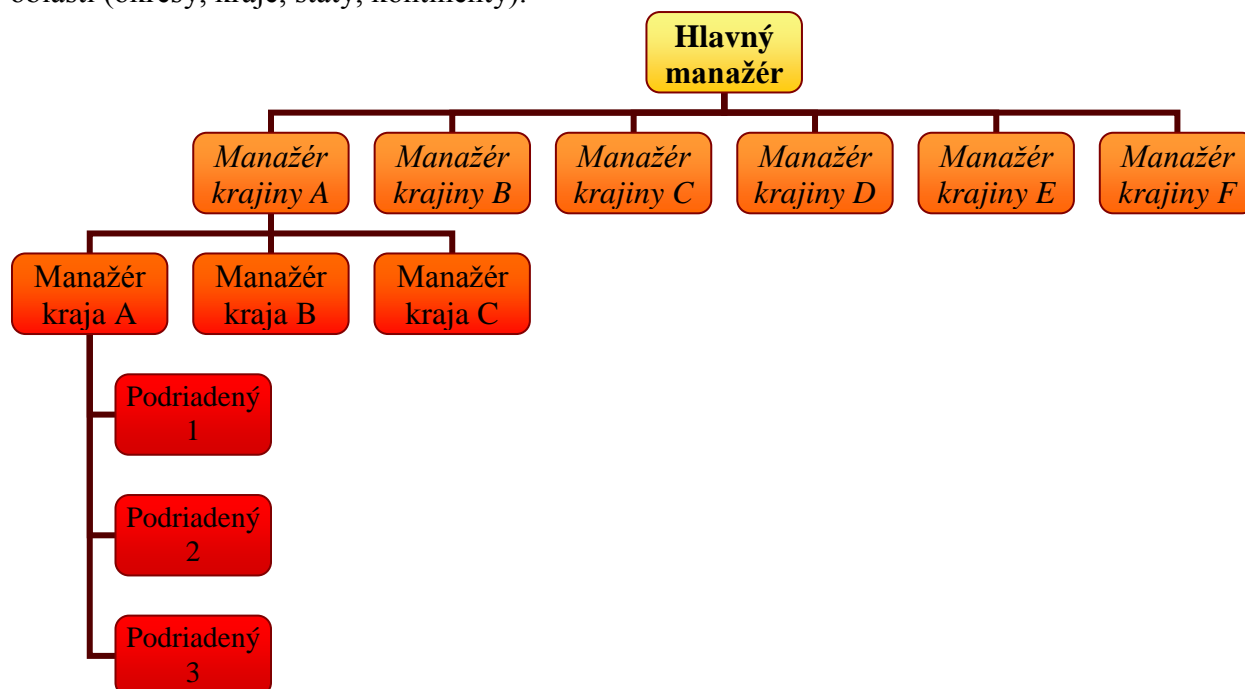 oblastí (okresy, kraje, štáty, kontinenty).
Hlavný
manažér
Manažér
krajiny A
Manažér
krajiny B
Manažér
krajiny C
Manažér
krajiny D
Manažér
krajiny E
Manažér
krajiny F
Manažér
kraja A
Manažér
kraja B
Manažér
kraja C
Podriadený
1
Podriadený
2
Podriadený
3